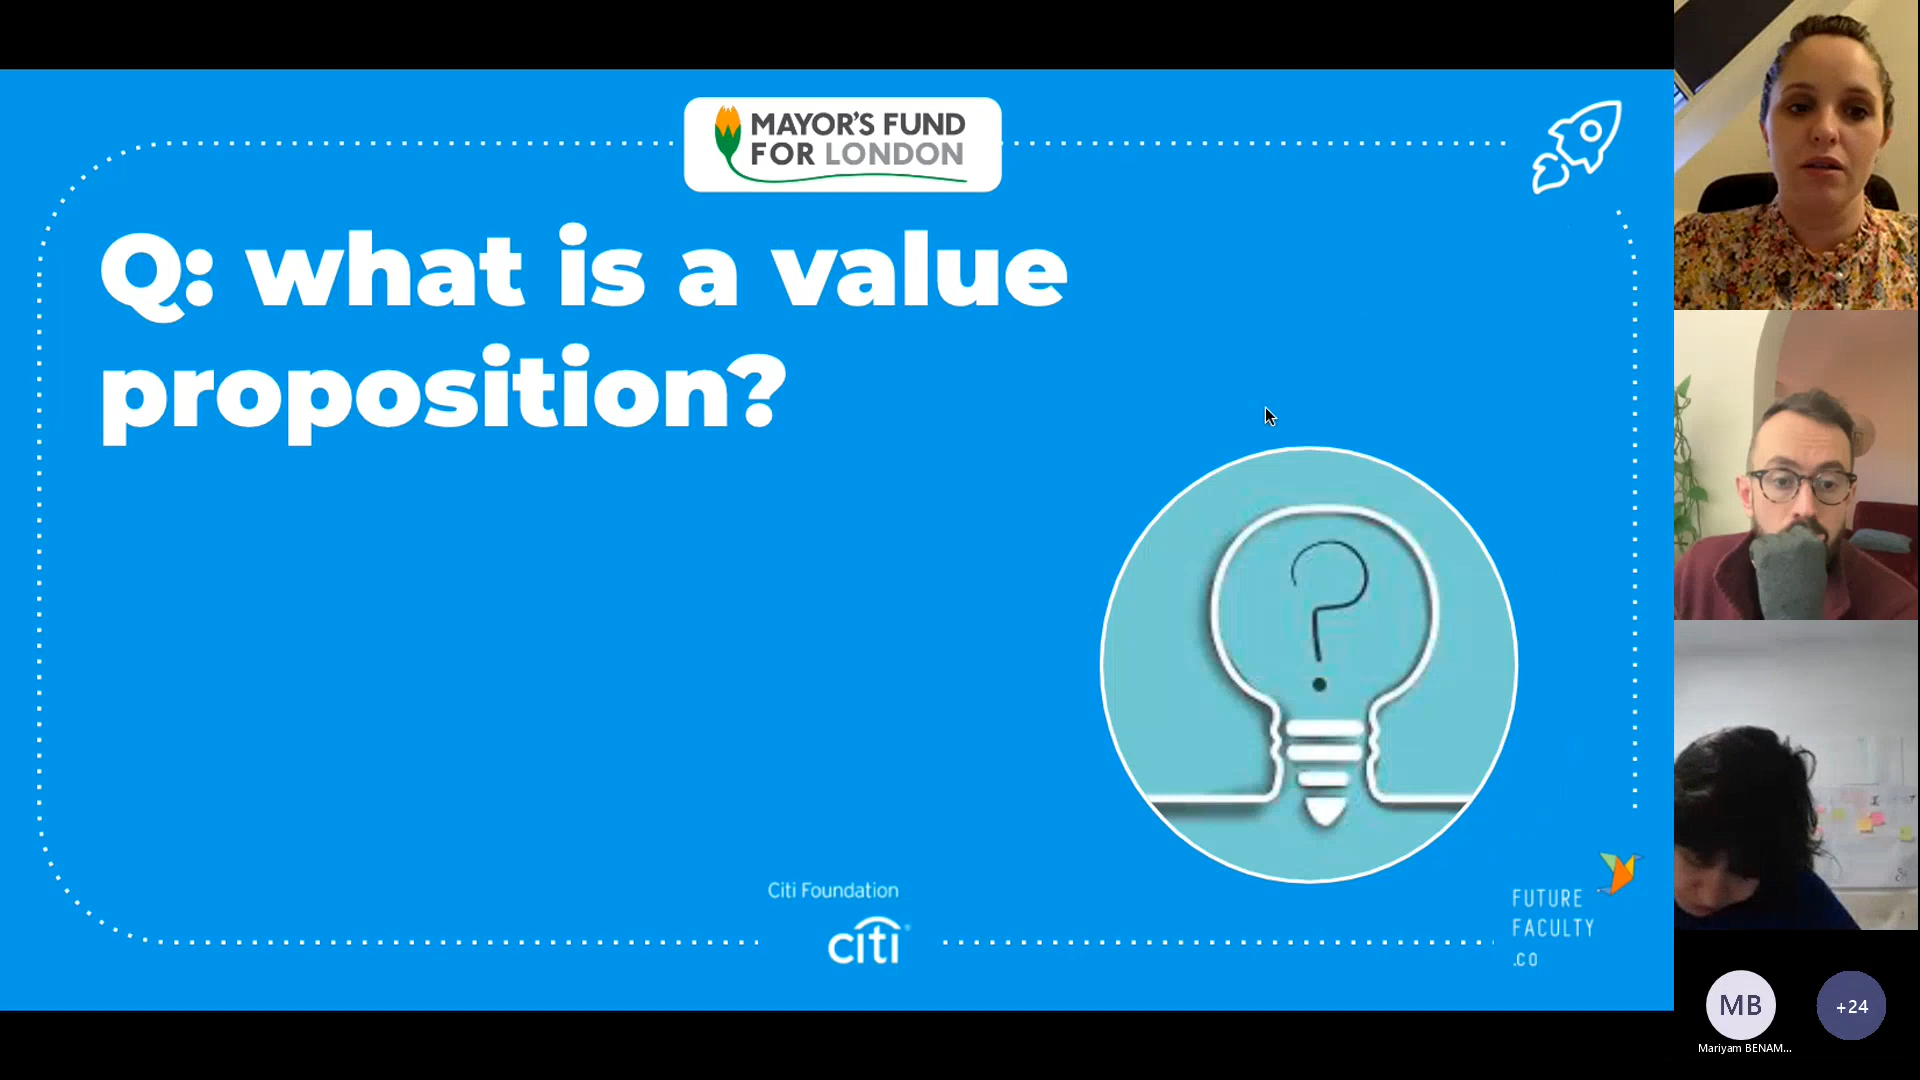 MAYOR'S FUND
FOR LONDON
Q: what is a value
proposition?
?
Citi Foundation
citi
FUTURE
FACULTY
.CO
MB
+24
Mariyam BENAM...